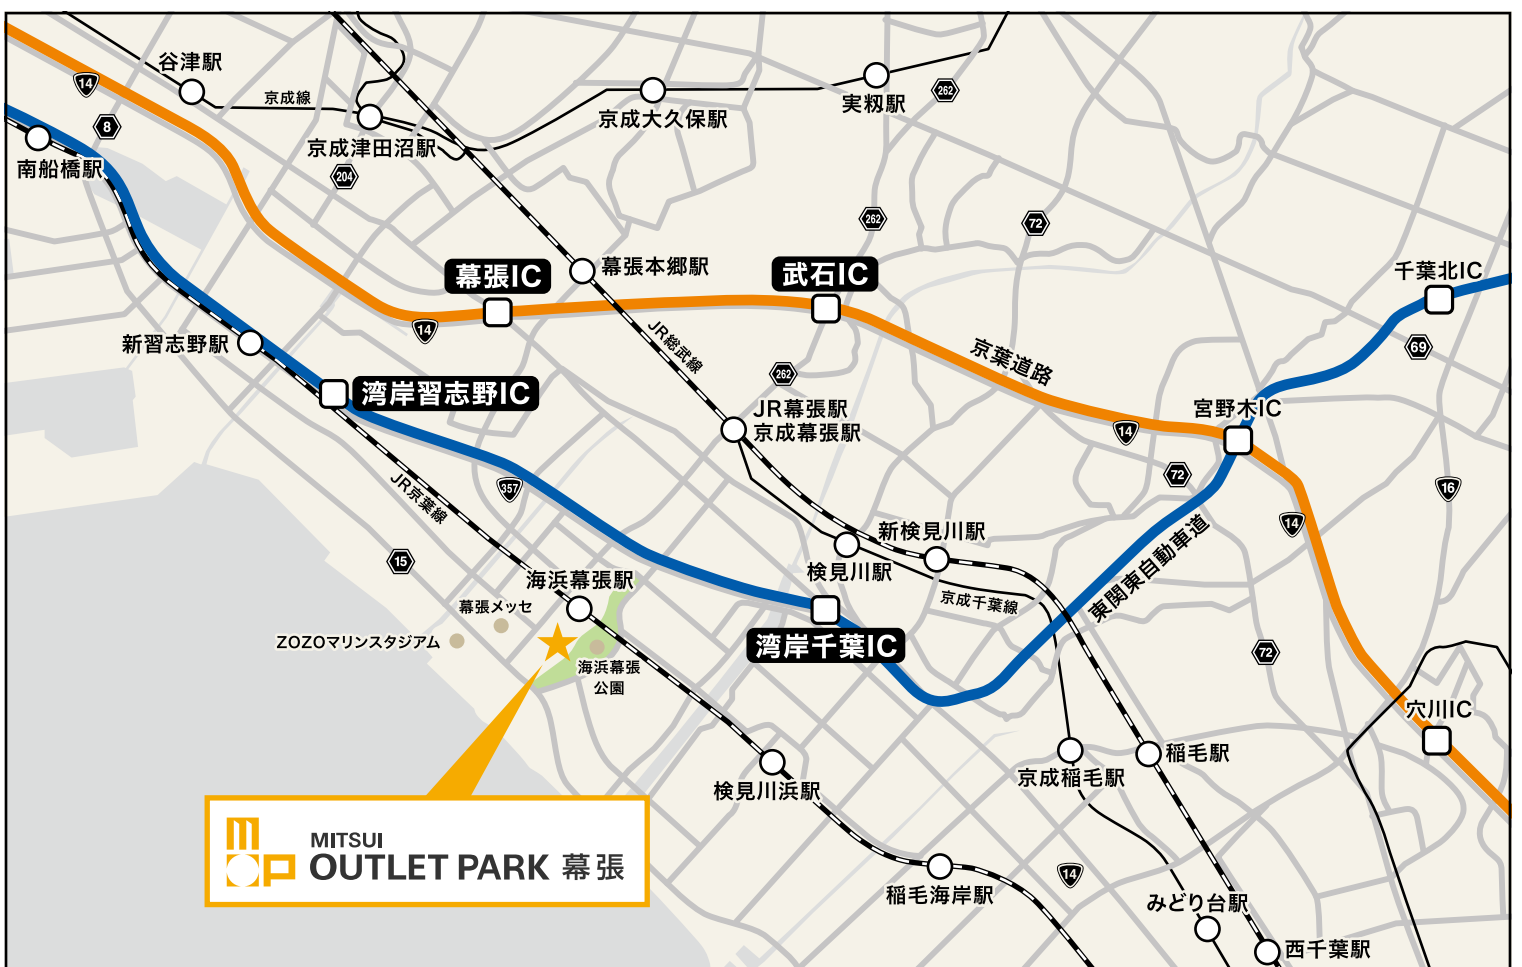 谷津駅
14
京成線
8
京成大久保駅
実籾駅
262
京成津田沼駅
南船橋駅
204
262
72
幕張IC
幕張本郷駅
武石IC
千葉北IC
14
新習志野駅
JR総武線
京葉道路
69
262
湾岸習志野IC
JR幕張駅
京成幕張駅
宮野木IC
14
72
16
357
JR京葉線
14
新検見川駅
東関東自動車道
15
検見川駅
海浜幕張駅
京成千葉線
幕張メッセ
ZOZOマリンスタジアム
湾岸千葉IC
72
海浜幕張
公園
穴川IC
稲毛駅
京成稲毛駅
検見川浜駅
MITSUI
OUTLET PARK 幕張
14
稲毛海岸駅
みどり台駅
西千葉駅